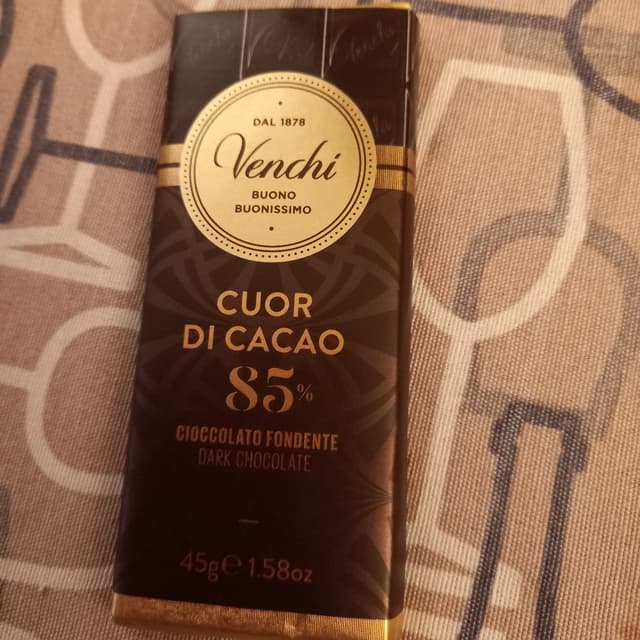 DAL 1878
Venchi
BUONO
BUONISSIMO
CUOR
DI CACAO
85%
CIOCCOLATO FONDENTE
DARK CHOCOLATE
45g℮1.58oz